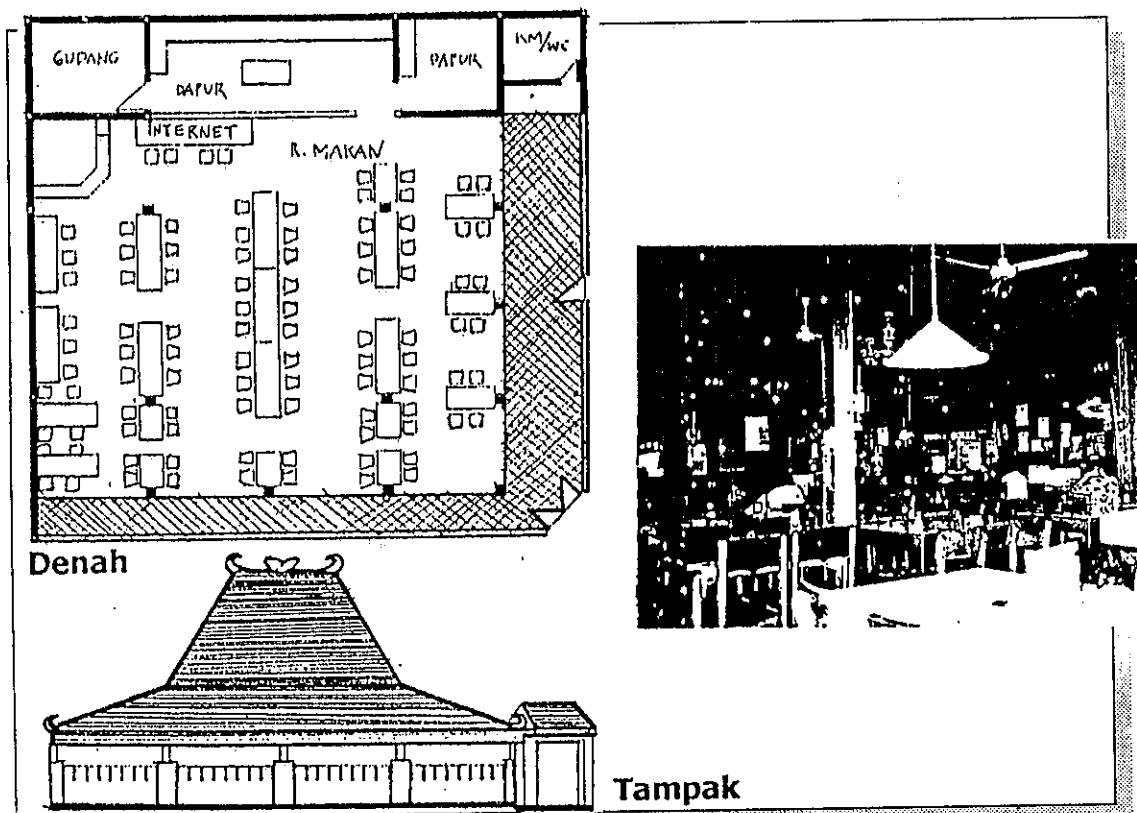 GUDANG
DAPUR
DAPUR
KM/WC
INTERNET
R. MAKAN
Denah
Tampak